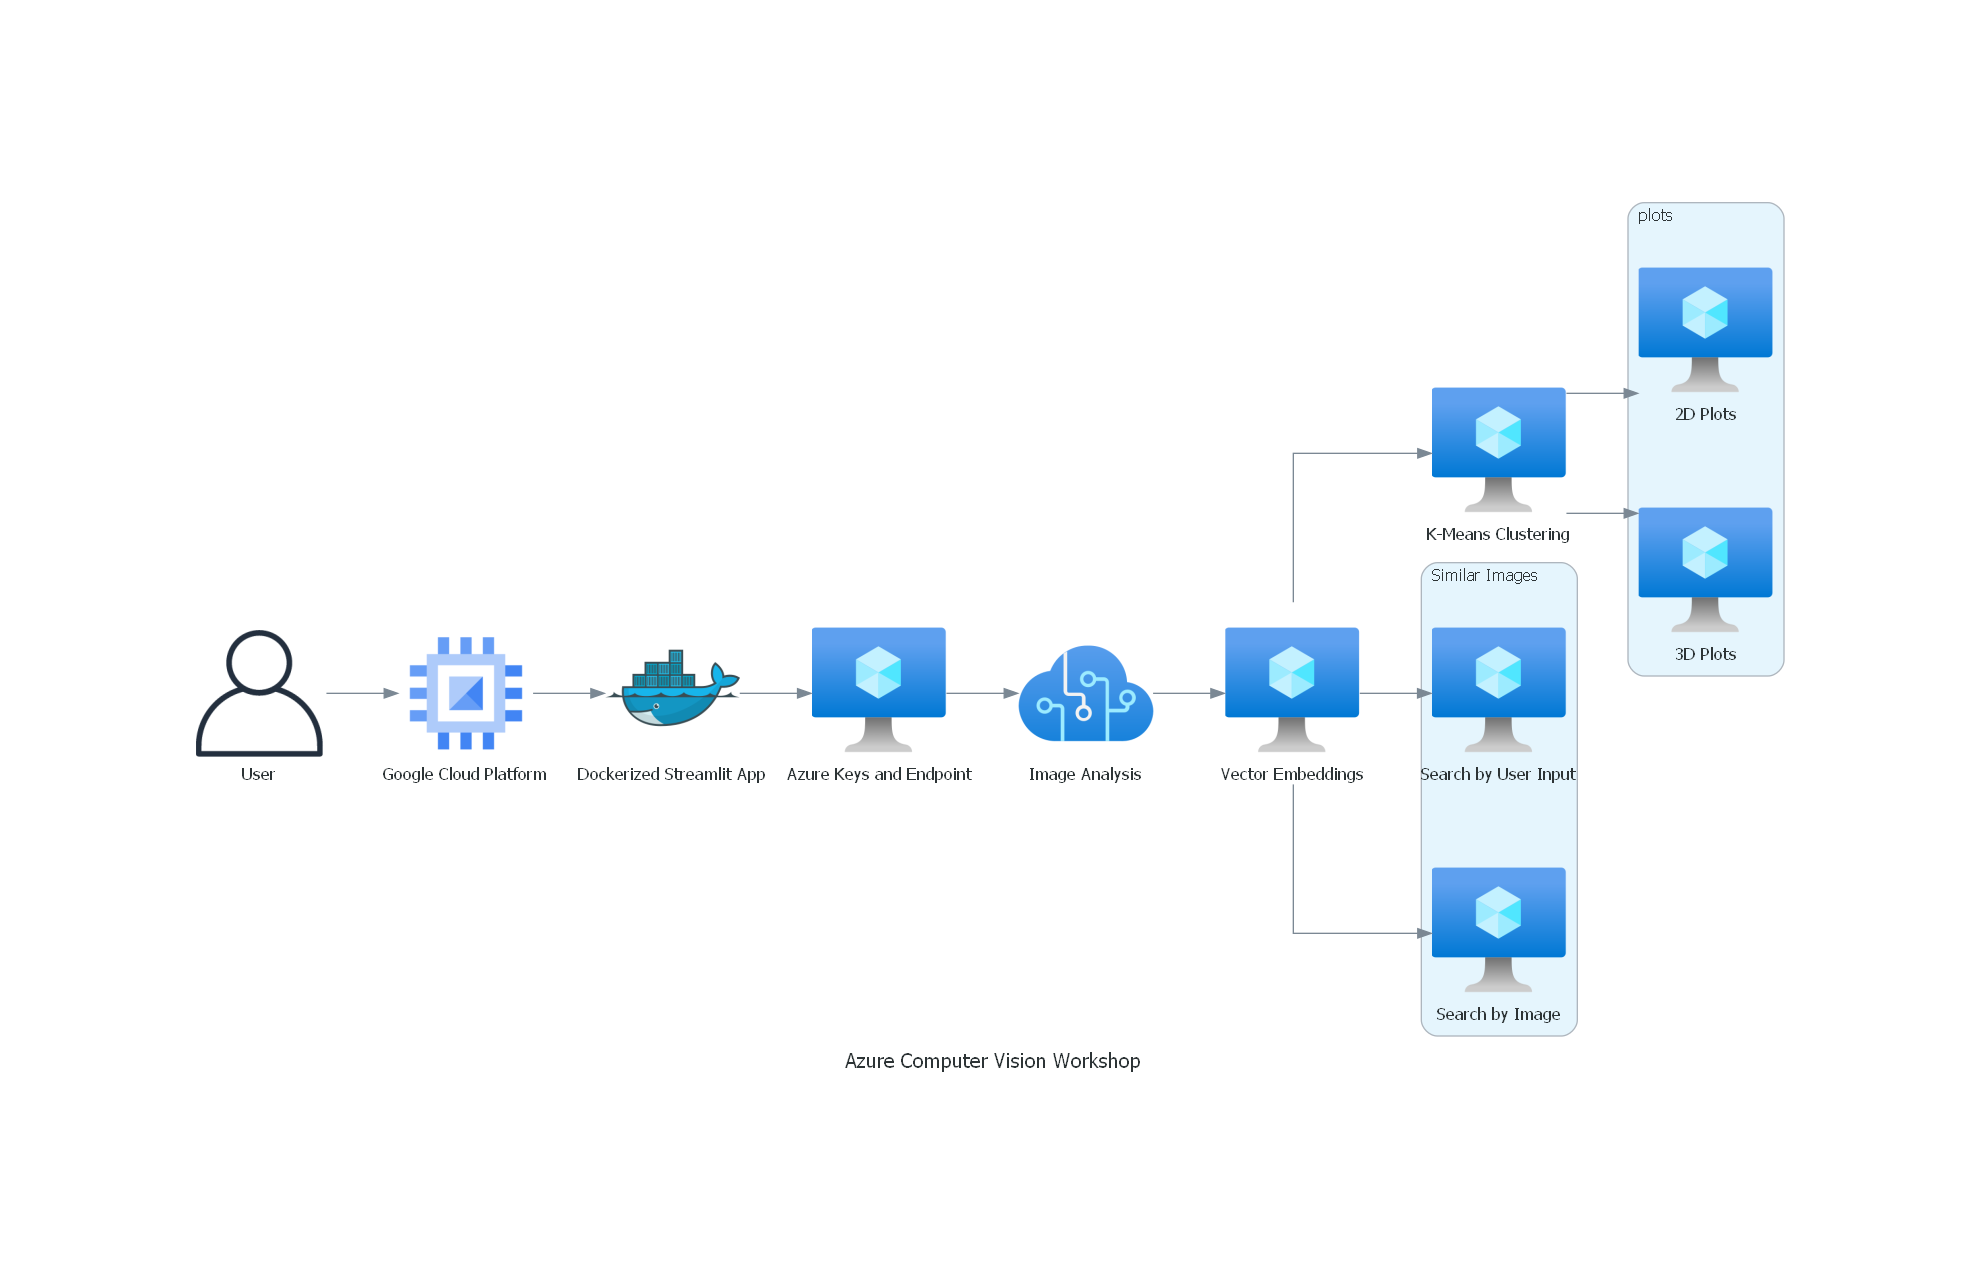 plots
2D Plots
K-Means Clustering
Similar Images
3D Plots
User
Google Cloud Platform
Dockerized Streamlit App
Azure Keys and Endpoint
Image Analysis
Vector Embeddings
Search by User Input
Search by Image
Azure Computer Vision Workshop